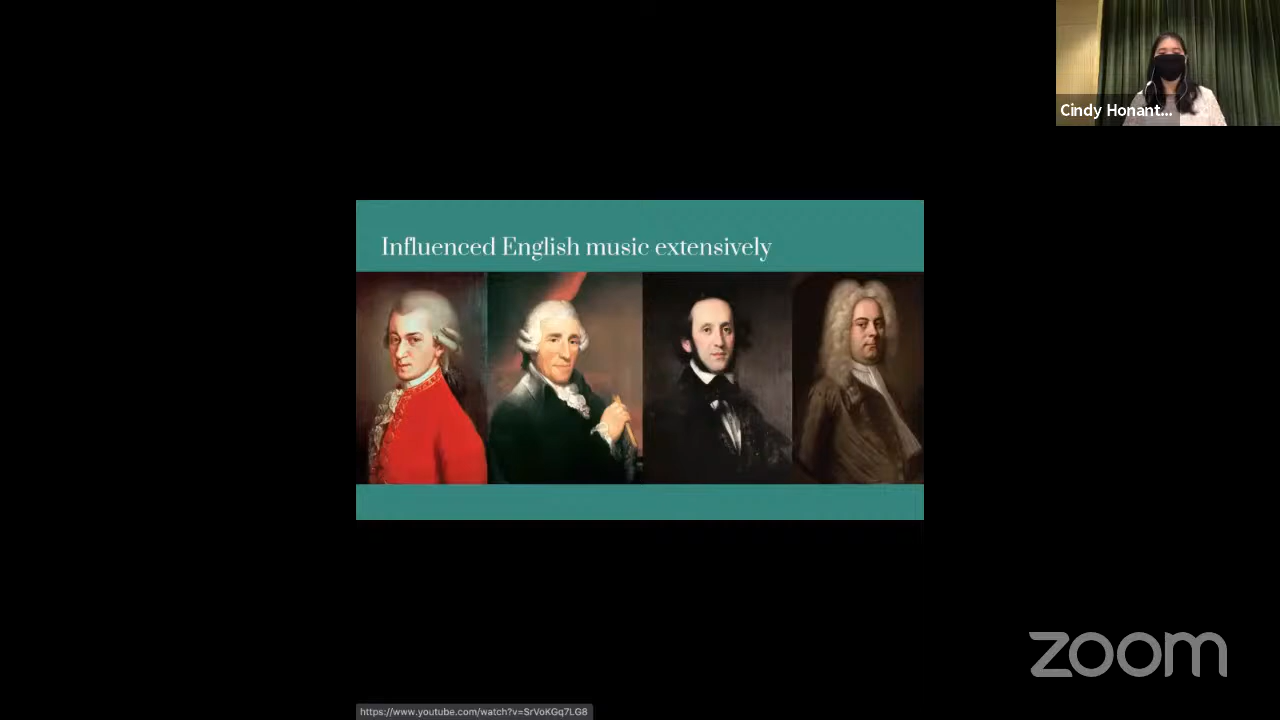 Cindy Honant...
Influenced English music extensively
zoom
https://www.youtube.com/watch?v=SrVoKGq7LG8